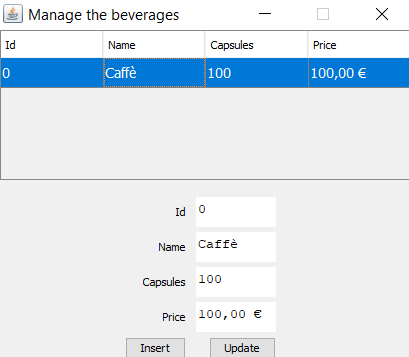 Manage the beverages
Id Name Capsules Price
0 Caffè 100 100,00 €
Id 0
Name Caffè
Capsules 100
Price 100,00 €
Insert Update